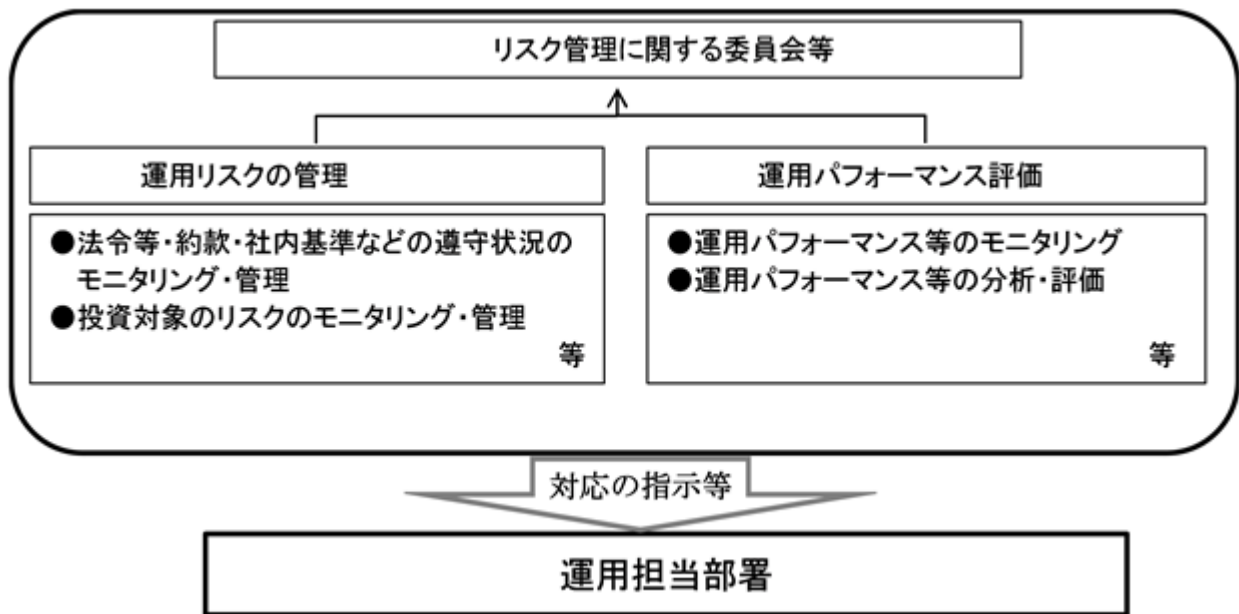 リスク管理に関する委員会等
運用リスクの管理
●法令等・約款・社内基準などの遵守状況の
モニタリング・管理
●投資対象のリスクのモニタリング・管理
等
運用パフォーマンス評価
●運用パフォーマンス等のモニタリング
●運用パフォーマンス等の分析・評価
等
対応の指示等
運用担当部署